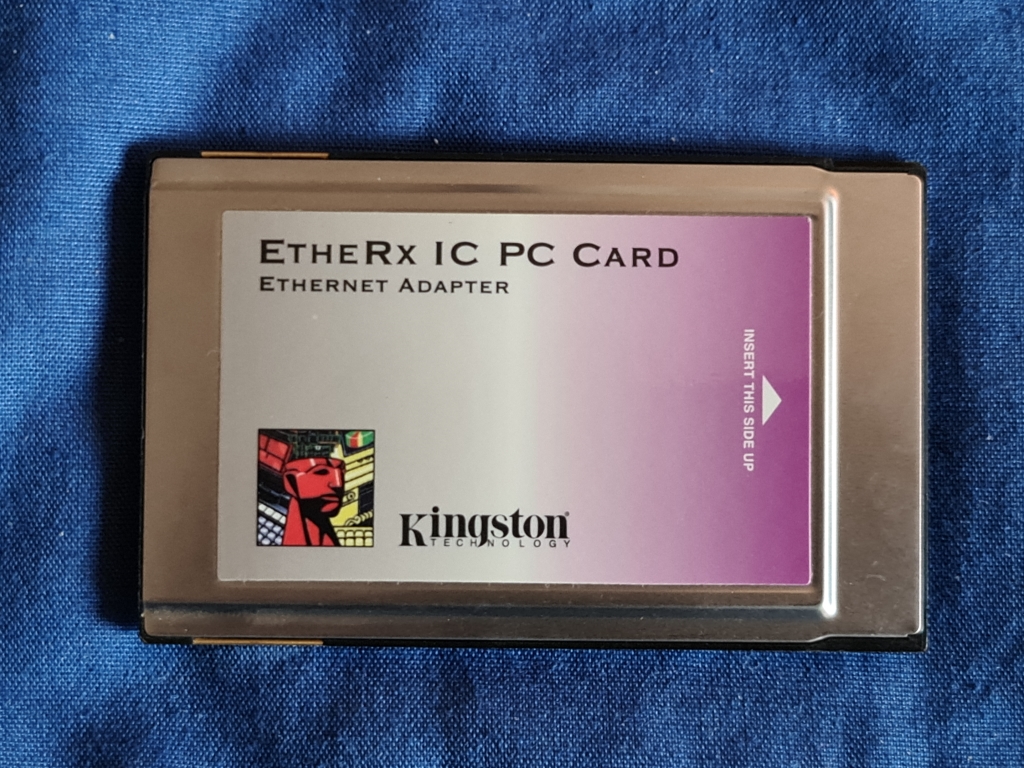 EtheRx IC PC Card
Ethernet Adapter
INSERT THIS SIDE UP
Kingston®
TECHNOLOGY